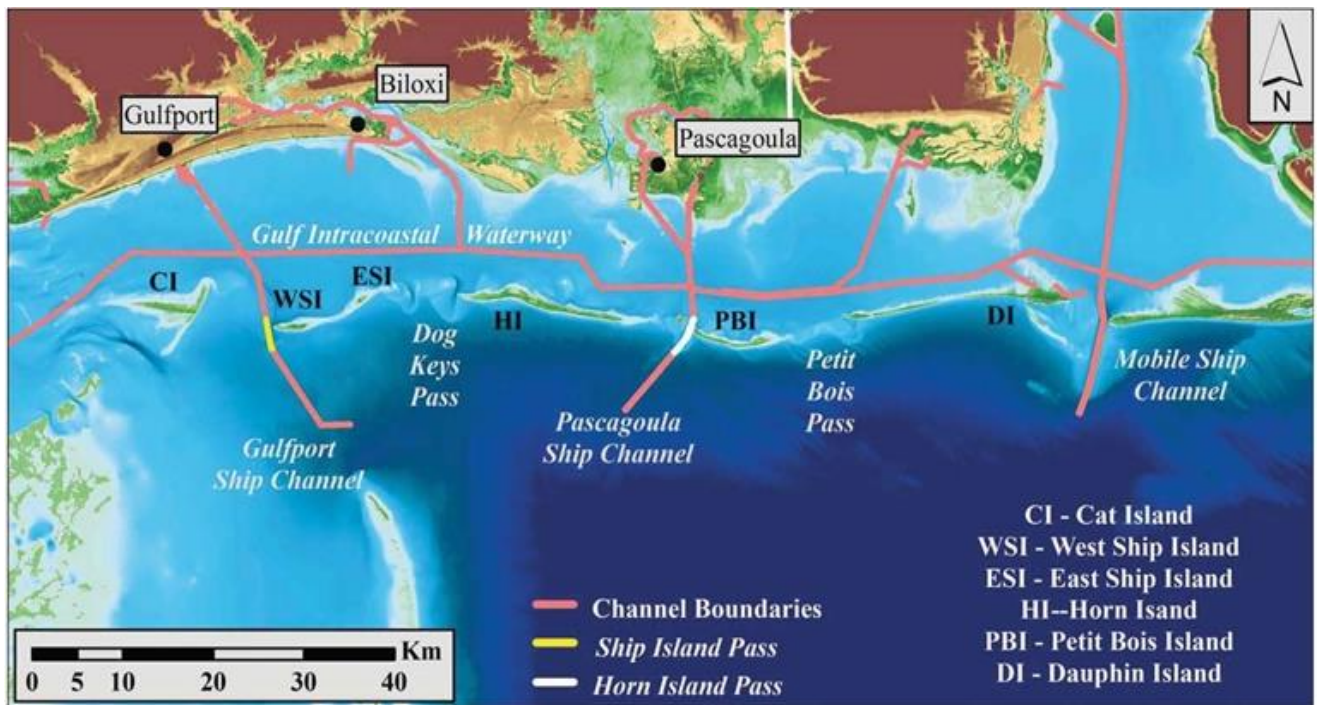 Biloxi
Gulfport
Pascagoula
N
Gulf Intracoastal Waterway
CI
ESI
WSI
HI
PBI
DI
Dog
Keys
Pass
Petit
Bois
Pass
Mobile Ship
Channel
Pascagoula
Ship Channel
Gulfport
Ship Channel
CI - Cat Island
WSI - West Ship Island
ESI - East Ship Island
HI--Horn Isand
PBI - Petit Bois Island
DI - Dauphin Island
Channel Boundaries
Ship Island Pass
Horn Island Pass
Km
0 5 10 20 30 40